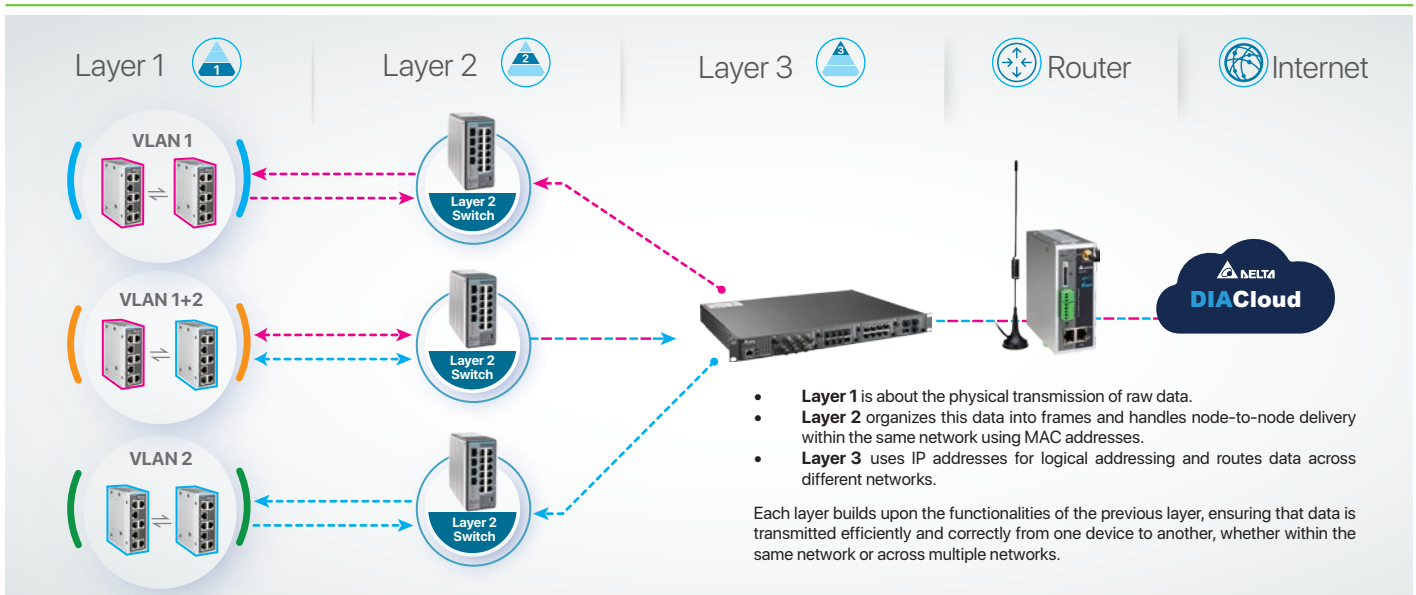 Layer 1
1
Layer 2
2
Layer 3
3
Router
Internet
VLAN 1
Layer 2
Switch
VLAN 1+2
Layer 2
Switch
VLAN 2
Layer 2
Switch
DELTA
DIACloud
• Layer 1 is about the physical transmission of raw data.
• Layer 2 organizes this data into frames and handles node-to-node delivery
within the same network using MAC addresses.
• Layer 3 uses IP addresses for logical addressing and routes data across
different networks.
Each layer builds upon the functionalities of the previous layer, ensuring that data is
transmitted efficiently and correctly from one device to another, whether within the
same network or across multiple networks.